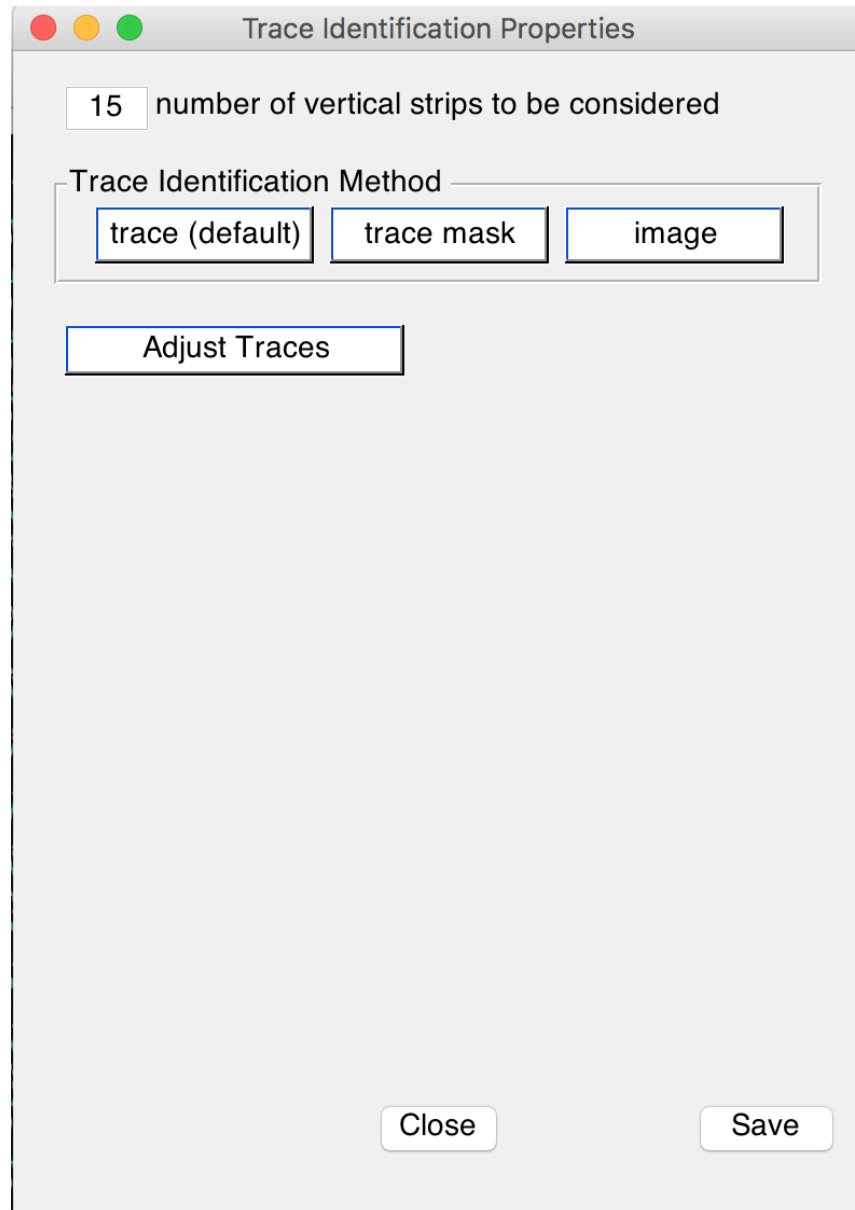 Trace Identification Properties
15 number of vertical strips to be considered
Trace Identification Method
trace (default) trace mask image
Adjust Traces
Close Save